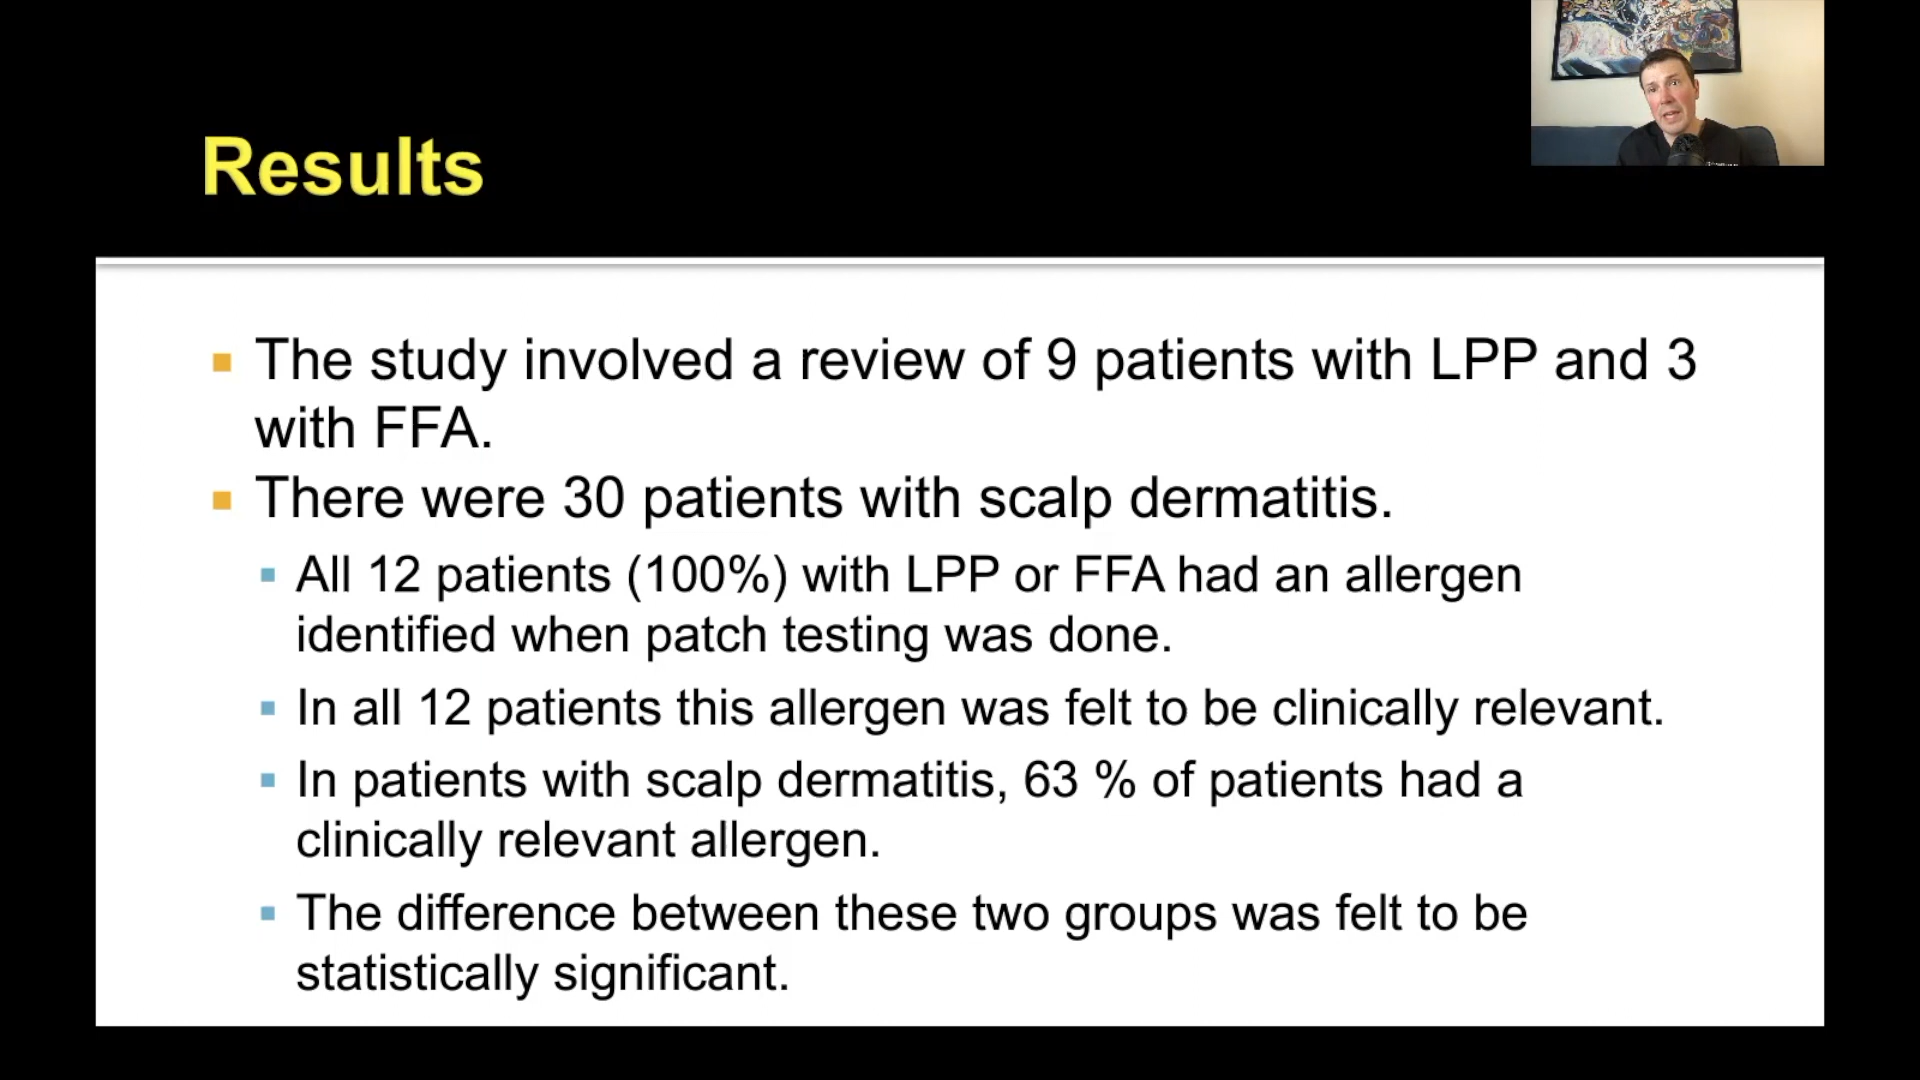 Results
The study involved a review of 9 patients with LPP and 3
with FFA.
There were 30 patients with scalp dermatitis.
All 12 patients (100%) with LPP or FFA had an allergen
identified when patch testing was done.
In all 12 patients this allergen was felt to be clinically relevant.
In patients with scalp dermatitis, 63 % of patients had a
clinically relevant allergen.
The difference between these two groups was felt to be
statistically significant.